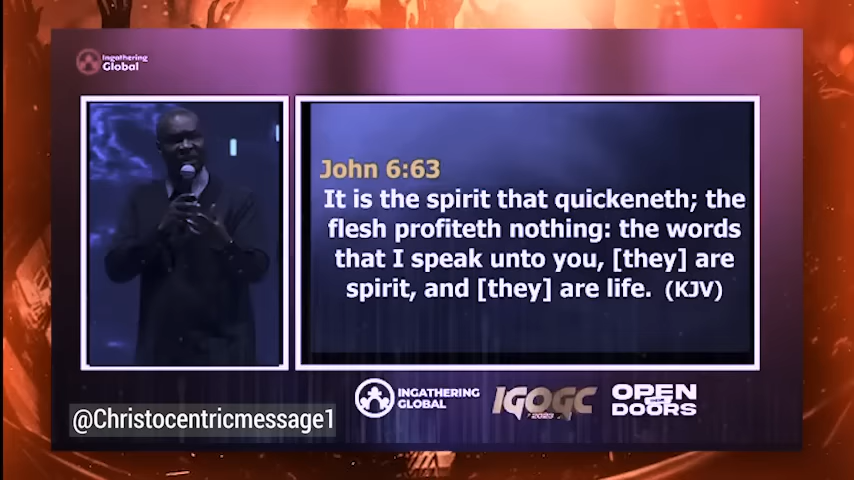 Ingathering
Global
John 6:63
It is the spirit that quickeneth; the
flesh profiteth nothing: the words
that I speak unto you, [they] are
spirit, and [they] are life. (KJV)
INGATHERING
GLOBAL
IGOGC
2023
OPEN
DOORS
@Christocentricmessage1